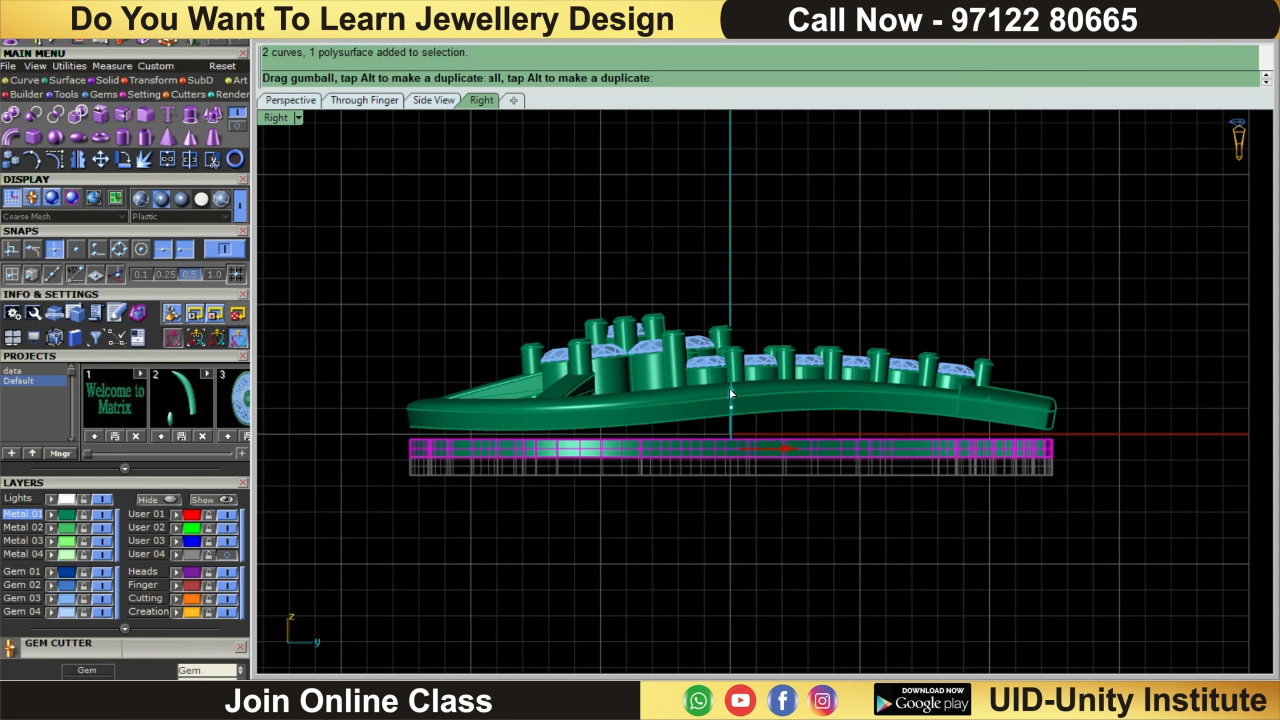 Do You Want To Learn Jewellery Design
Call Now - 97122 80665
MAIN MENU
File View Utilities Measure Custom Reset
Curve Surface Solid Transform SubD Art
Builder Tools Gems Setting Cutters Render
DISPLAY
Coarse Mesh
Plastic
SNAPS
0.1 0.25 0.5 1.0
INFO & SETTINGS
PROJECTS
data
Default
1
Welcome to
Matrix
2
3
Mngr
LAYERS
Lights Hide Show
Metal 01 User 01
Metal 02 User 02
Metal 03 User 03
Metal 04 User 04
Gem 01 Heads
Gem 02 Finger
Gem 03 Cutting
Gem 04 Creation
GEM CUTTER
Gem Gem
2 curves, 1 polysurface added to selection.
Drag gumball, tap Alt to make a duplicate: all, tap Alt to make a duplicate:
Perspective Through Finger Side View Right
Right
z
y
Join Online Class
DOWNLOAD NOW
Google play
UID-Unity Institute